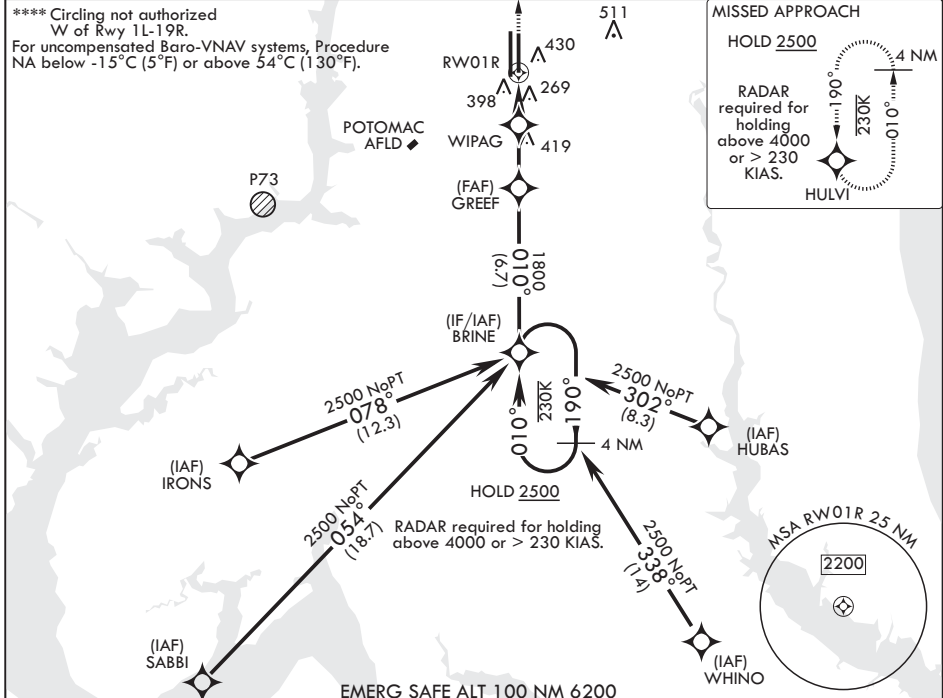 **** Circling not authorized
W of Rwy 1L-19R.
For uncompensated Baro-VNAV systems, Procedure
NA below -15°C (5°F) or above 54°C (130°F).
511
430
RW01R
269
398
POTOMAC
AFLD
WIPAG
419
P73
(FAF)
GREEF
1800
010°
(6.7)
MISSED APPROACH
HOLD 2500
4 NM
RADAR
required for
holding
above 4000
or > 230
KIAS.
190°
230K
010°
HULVI
(IF/IAF)
BRINE
2500 NoPT
078°
(12.3)
(IAF)
IRONS
010°
230K
190°
4 NM
2500 NoPT
302°
(8.3)
(IAF)
HUBAS
HOLD 2500
RADAR required for holding
above 4000 or > 230 KIAS.
2500 NoPT
054°
(18.7)
(IAF)
SABBI
2500 NoPT
338°
(14)
(IAF)
WHINO
MSA RW01R 25 NM
2200
EMERG SAFE ALT 100 NM 6200